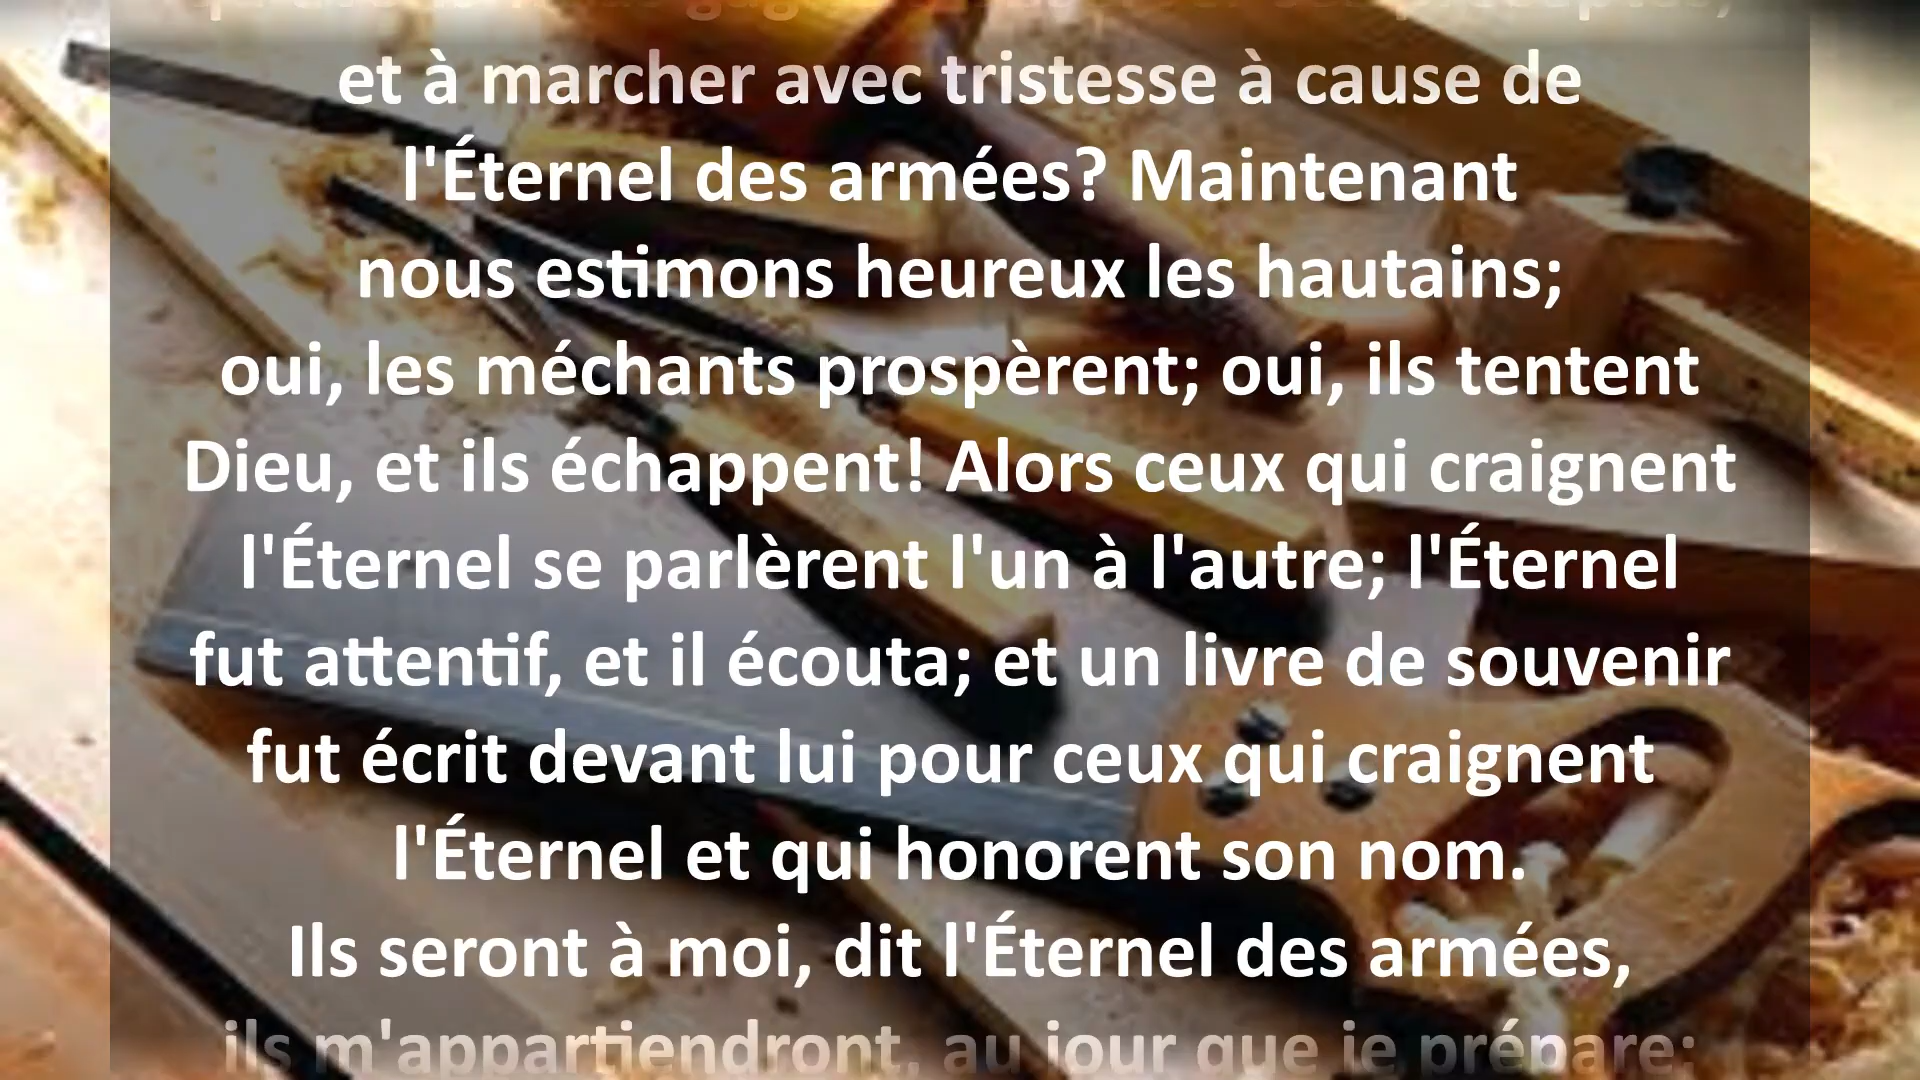 et à marcher avec tristesse à cause de
l'Éternel des armées? Maintenant
nous estimons heureux les hautains;
oui, les méchants prospèrent; oui, ils tentent
Dieu, et ils échappent! Alors ceux qui craignent
l'Éternel se parlèrent l'un à l'autre; l'Éternel
fut attentif, et il écouta; et un livre de souvenir
fut écrit devant lui pour ceux qui craignent
l'Éternel et qui honorent son nom.
Ils seront à moi, dit l'Éternel des armées,
ils m'appartiendront, au jour que je prépare;